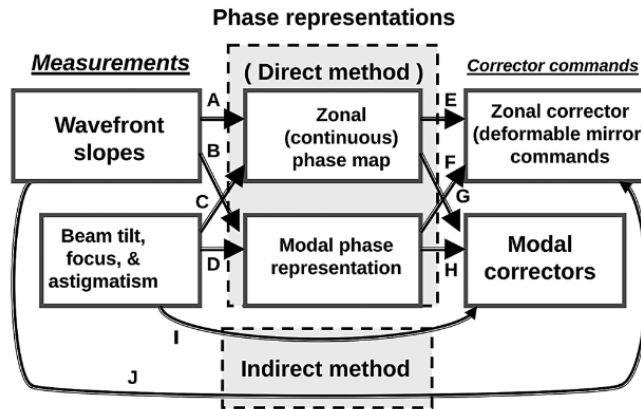 Phase representations
Measurements
( Direct method )
Corrector commands
A
E
Wavefront
slopes
Zonal
(continuous)
phase map
Zonal corrector
(deformable mirror
commands
B
F
C
G
Beam tilt,
focus, &
astigmatism
D
Modal phase
representation
H
Modal
correctors
I
Indirect method
J